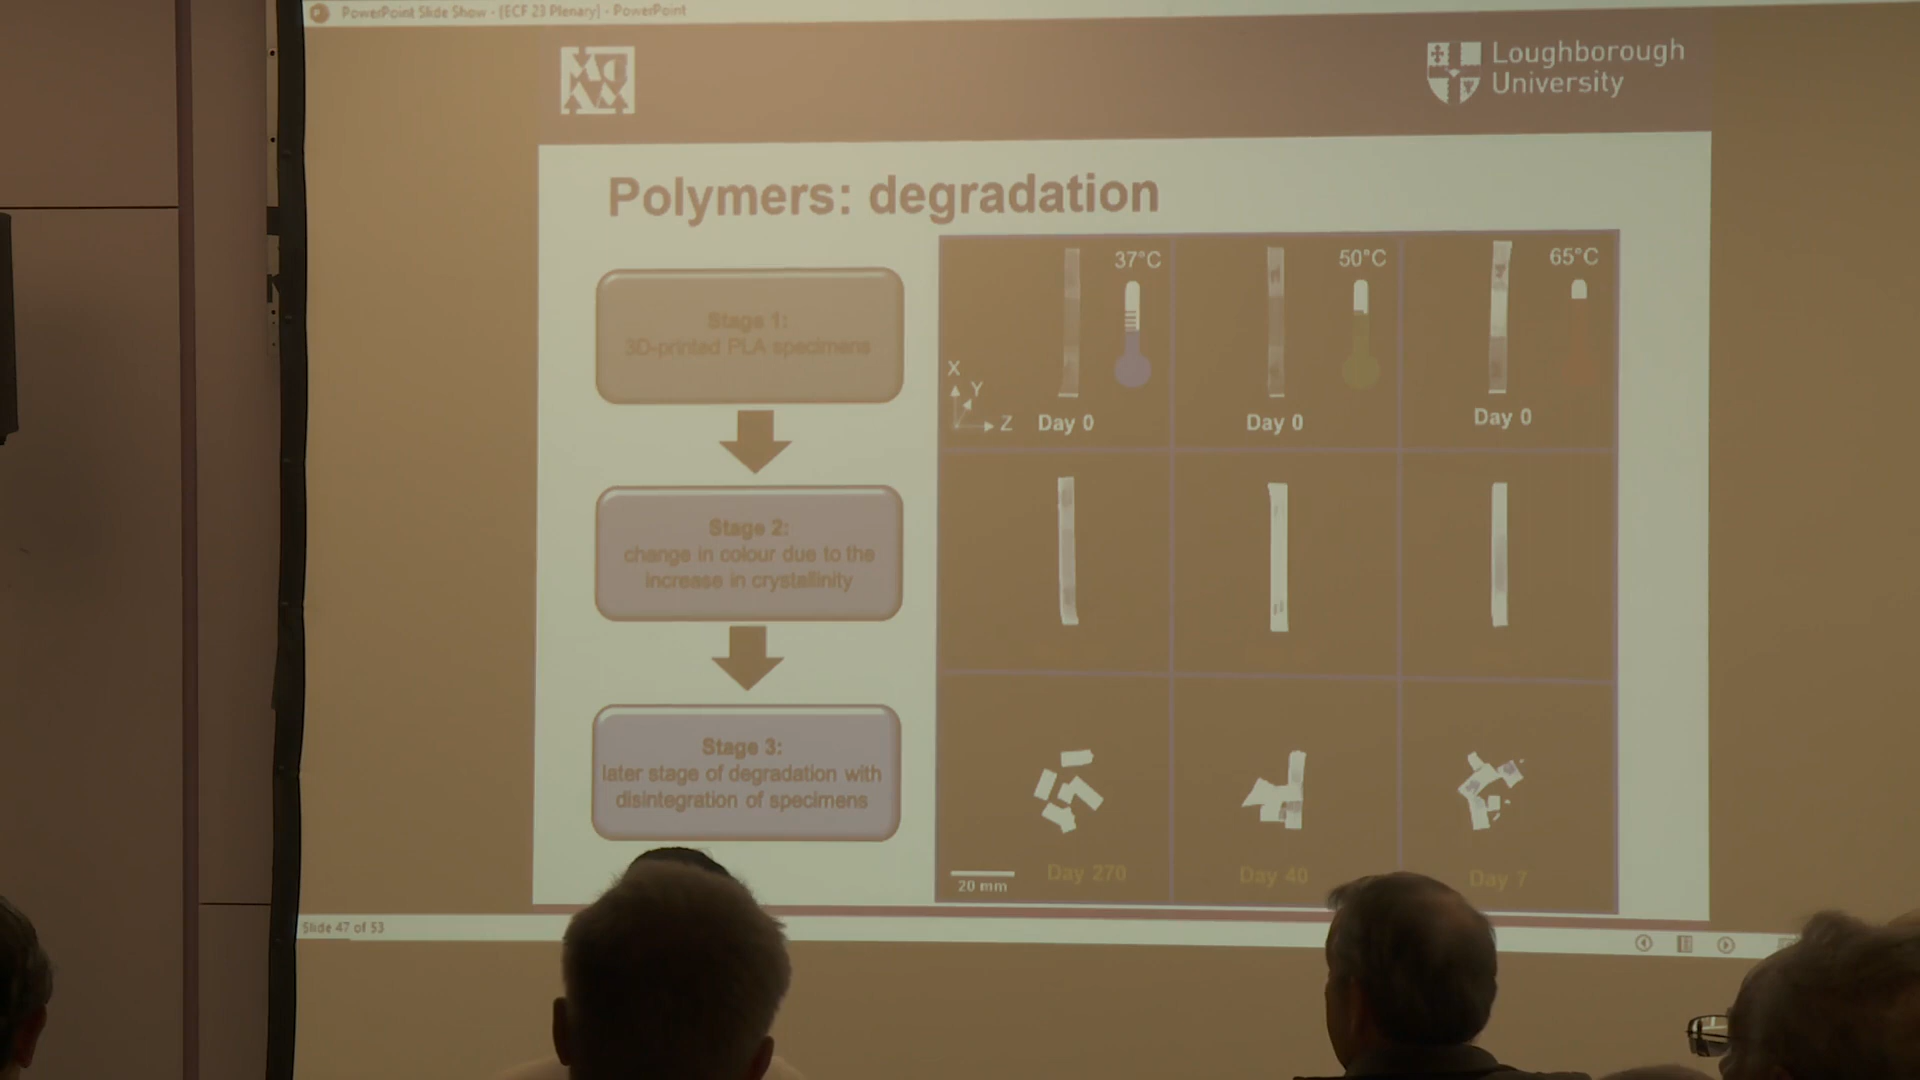 PowerPoint Slide Show - [ECF 23 Plenary] - PowerPoint
Loughborough
University
Polymers: degradation
Stage 1:
3D-printed PLA specimens
Stage 2:
change in colour due to the
increase in crystallinity
Stage 3:
later stage of degradation with
disintegration of specimens
37°C
50°C
65°C
X
Y
Z
Day 0
Day 0
Day 0
20 mm
Day 270
Day 40
Day 7
Slide 47 of 53